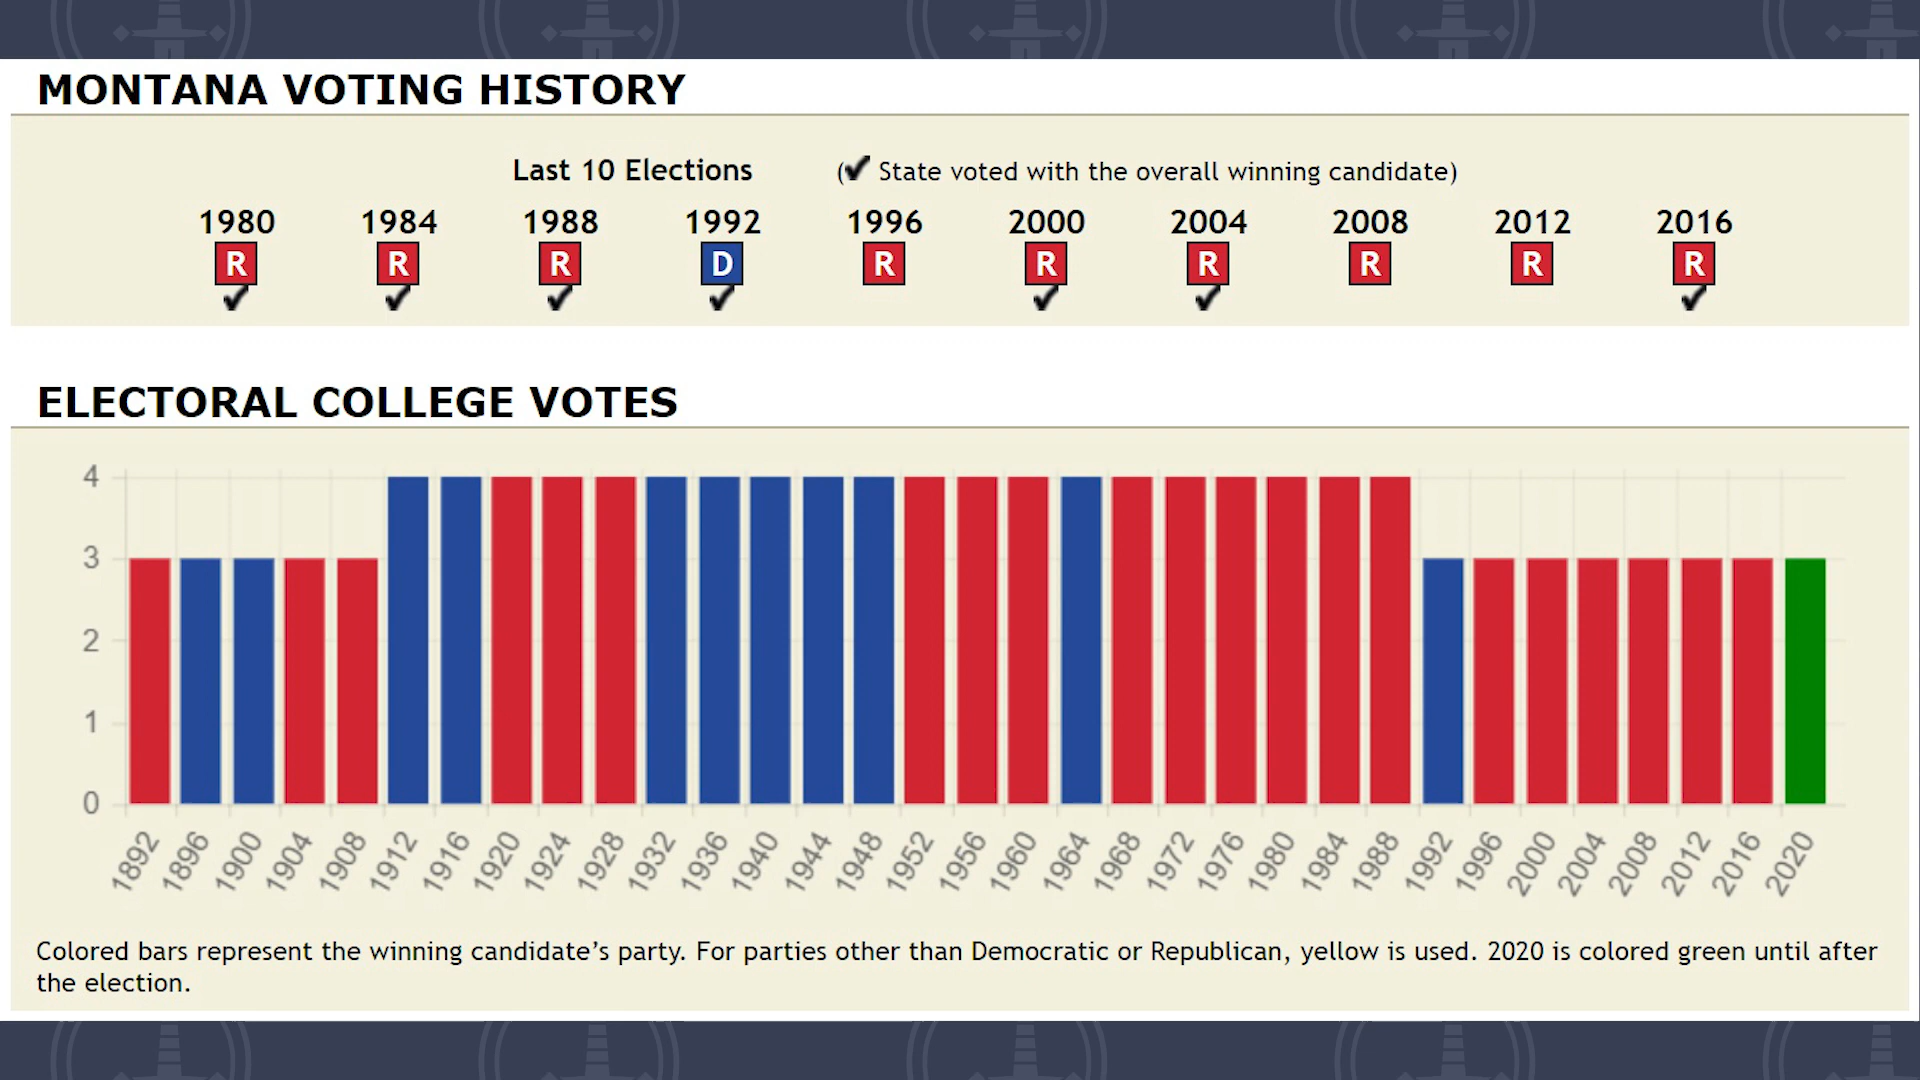 MONTANA VOTING HISTORY
Last 10 Elections (✔ State voted with the overall winning candidate)
1980 1984 1988 1992 1996 2000 2004 2008 2012 2016
R R R D R R R R R R
✔ ✔ ✔ ✔ ✔ ✔ ✔
ELECTORAL COLLEGE VOTES
4
3
2
1
0
1892 1896 1900 1904 1908 1912 1916 1920 1924 1928 1932 1936 1940 1944 1948 1952 1956 1960 1964 1968 1972 1976 1980 1984 1988 1992 1996 2000 2004 2008 2012 2016 2020
Colored bars represent the winning candidate’s party. For parties other than Democratic or Republican, yellow is used. 2020 is colored green until after
the election.